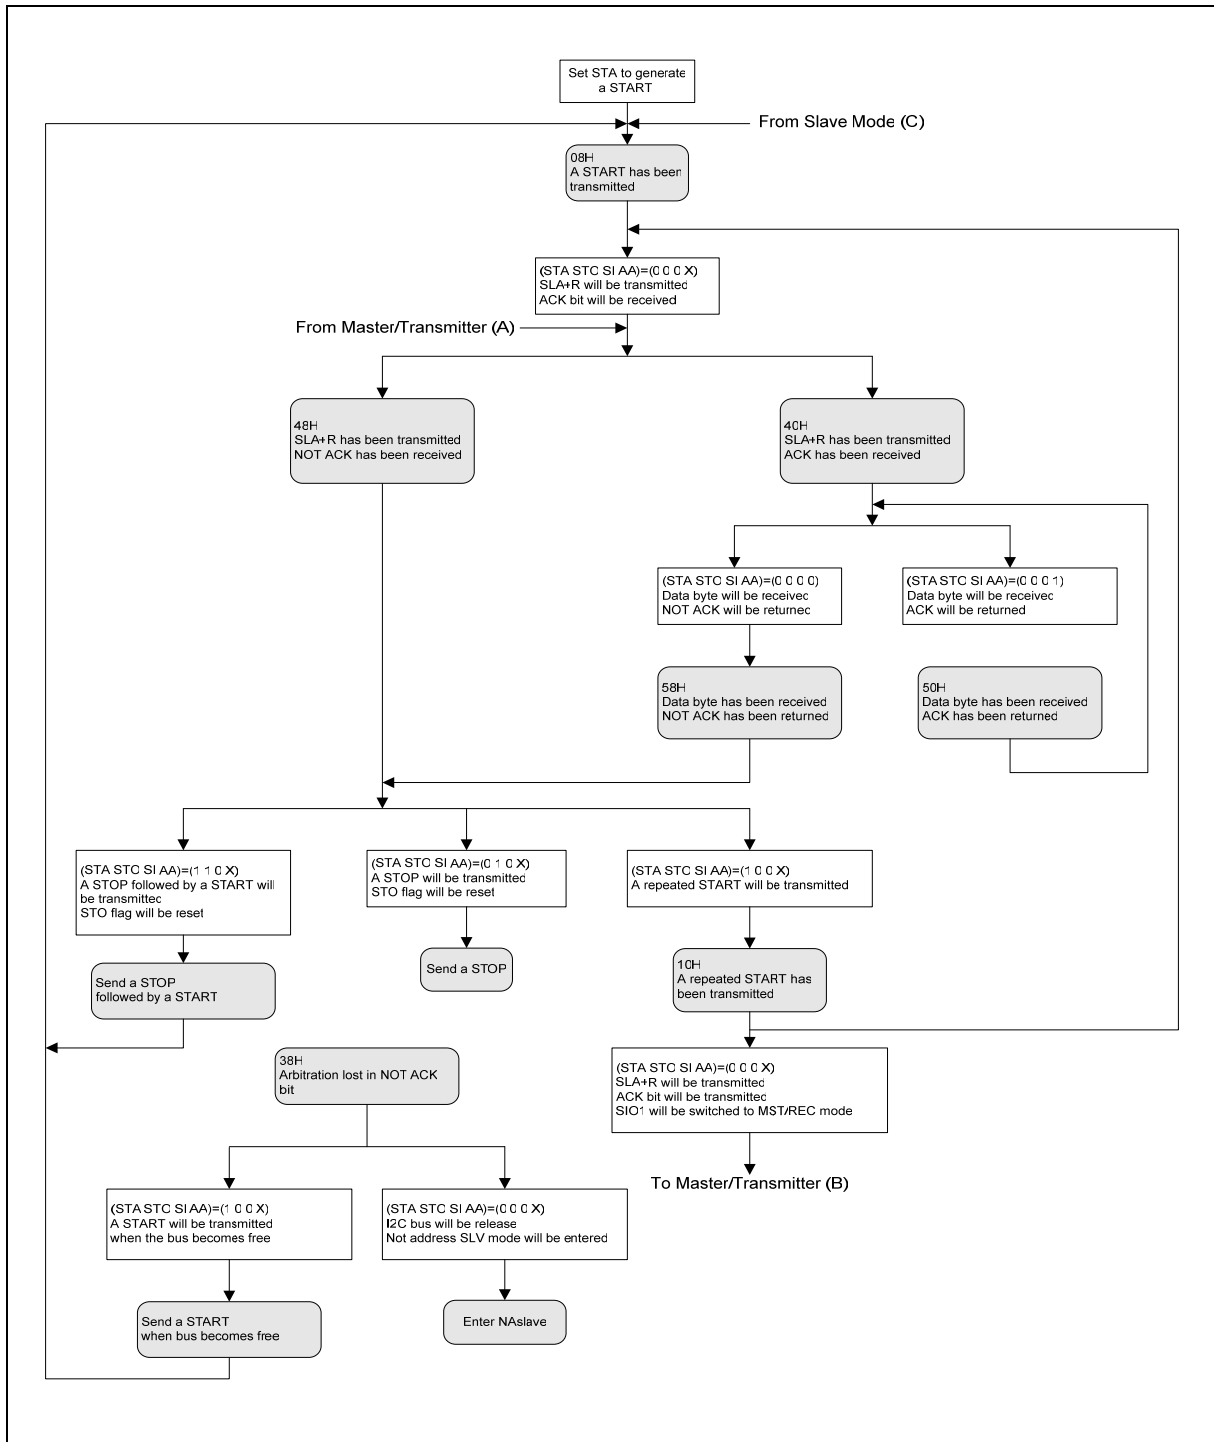 Set STA to generate
a START
From Slave Mode (C)
08H
A START has been
transmitted
(STA STO SI AA)=(0 0 0 X)
SLA+R will be transmitted
ACK bit will be received
From Master/Transmitter (A)
48H
SLA+R has been transmitted
NOT ACK has been received
40H
SLA+R has been transmitted
ACK has been received
(STA STO SI AA)=(0 0 0 0)
Data byte will be received
NOT ACK will be returned
(STA STO SI AA)=(0 0 0 1)
Data byte will be received
ACK will be returned
58H
Data byte has been received
NOT ACK has been returned
50H
Data byte has been received
ACK has been returned
(STA STO SI AA)=(1 1 0 X)
A STOP followed by a START will
be transmitted
STO flag will be reset
(STA STO SI AA)=(0 1 0 X)
A STOP will be transmitted
STO flag will be reset
(STA STO SI AA)=(1 0 0 X)
A repeated START will be transmitted
Send a STOP
followed by a START
Send a STOP
10H
A repeated START has
been transmitted
38H
Arbitration lost in NOT ACK
bit
(STA STO SI AA)=(0 0 0 X)
SLA+R will be transmitted
ACK bit will be transmitted
SIO1 will be switched to MST/REC mode
To Master/Transmitter (B)
(STA STO SI AA)=(1 0 0 X)
A START will be transmitted
when the bus becomes free
(STA STO SI AA)=(0 0 0 X)
I2C bus will be release
Not address SLV mode will be entered
Send a START
when bus becomes free
Enter NAslave